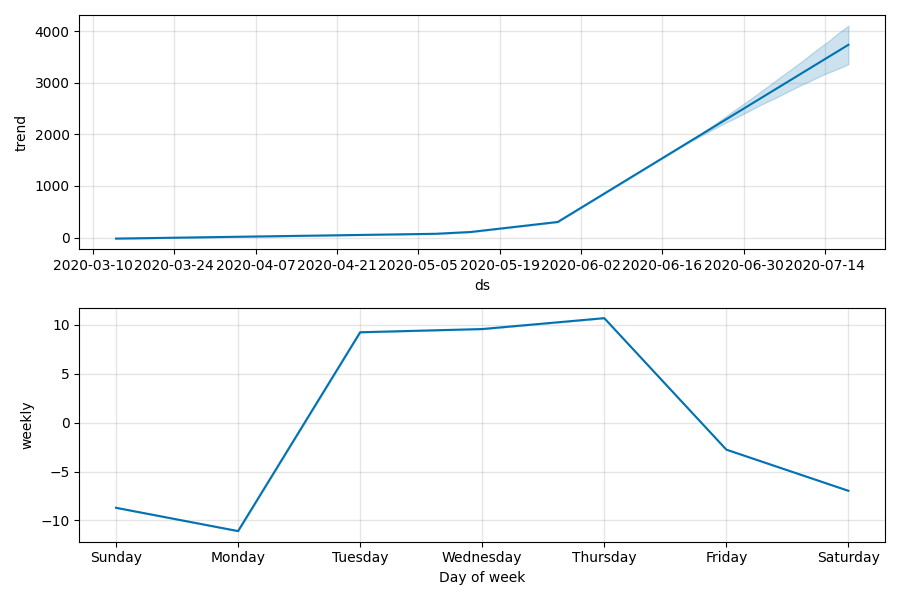 4000
3000
2000
1000
0
trend
2020-03-10 2020-03-24 2020-04-07 2020-04-21 2020-05-05 2020-05-19 2020-06-02 2020-06-16 2020-06-30 2020-07-14
ds
10
5
0
−5
−10
weekly
Sunday Monday Tuesday Wednesday Thursday Friday Saturday
Day of week